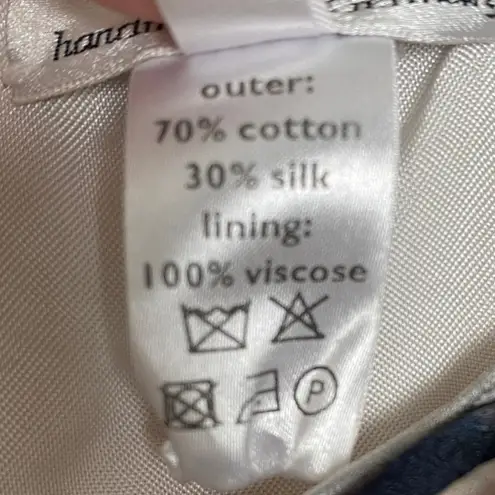 outer:
70% cotton
30% silk
lining:
100% viscose
P